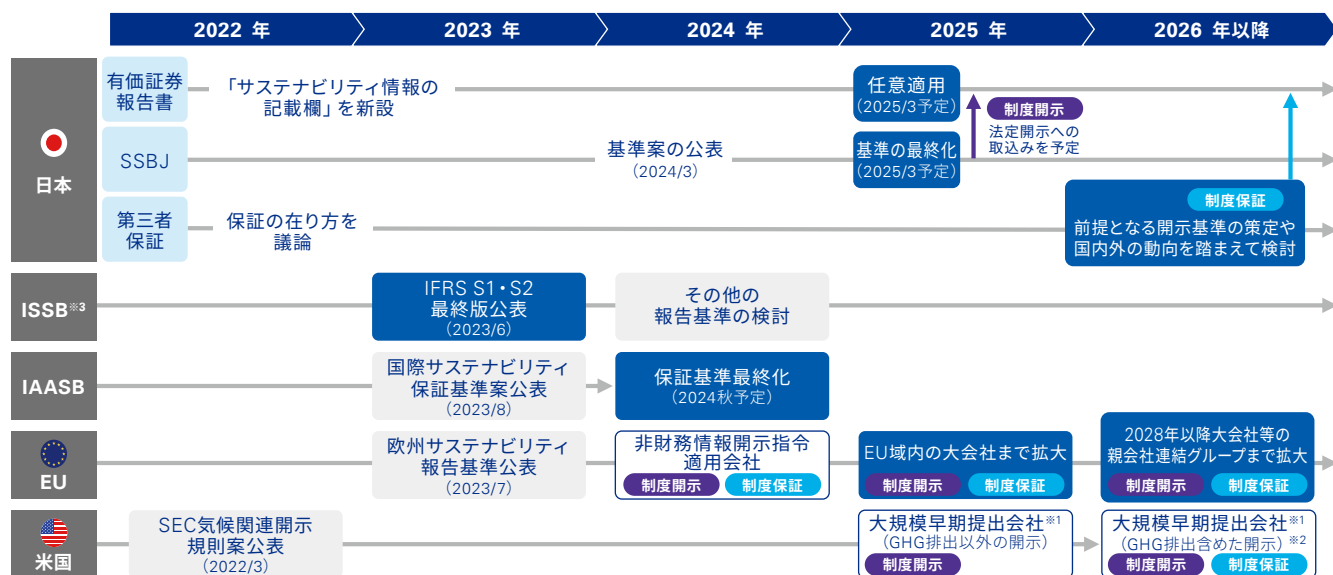 2022 年
2023 年
2024 年
2025 年
2026 年以降
日本
有価証券
報告書
「サステナビリティ情報の
記載欄」を新設
任意適用
(2025/3予定)
制度開示
法定開示への
取込みを予定
SSBJ
基準案の公表
(2024/3)
基準の最終化
(2025/3予定)
第三者
保証
保証の在り方を
議論
制度保証
前提となる開示基準の策定や
国内外の動向を踏まえて検討
ISSB※3
IFRS S1・S2
最終版公表
(2023/6)
その他の
報告基準の検討
IAASB
国際サステナビリティ
保証基準案公表
(2023/8)
保証基準最終化
(2024秋予定)
EU
欧州サステナビリティ
報告基準公表
(2023/7)
非財務情報開示指令
適用会社
制度開示
制度保証
EU域内の大会社まで拡大
制度開示
制度保証
2028年以降大会社等の
親会社連結グループまで拡大
制度開示
制度保証
米国
SEC気候関連開示
規則案公表
(2022/3)
大規模早期提出会社※1
(GHG排出以外の開示)
制度開示
大規模早期提出会社※1
(GHG排出含めた開示)※2
制度開示
制度保証